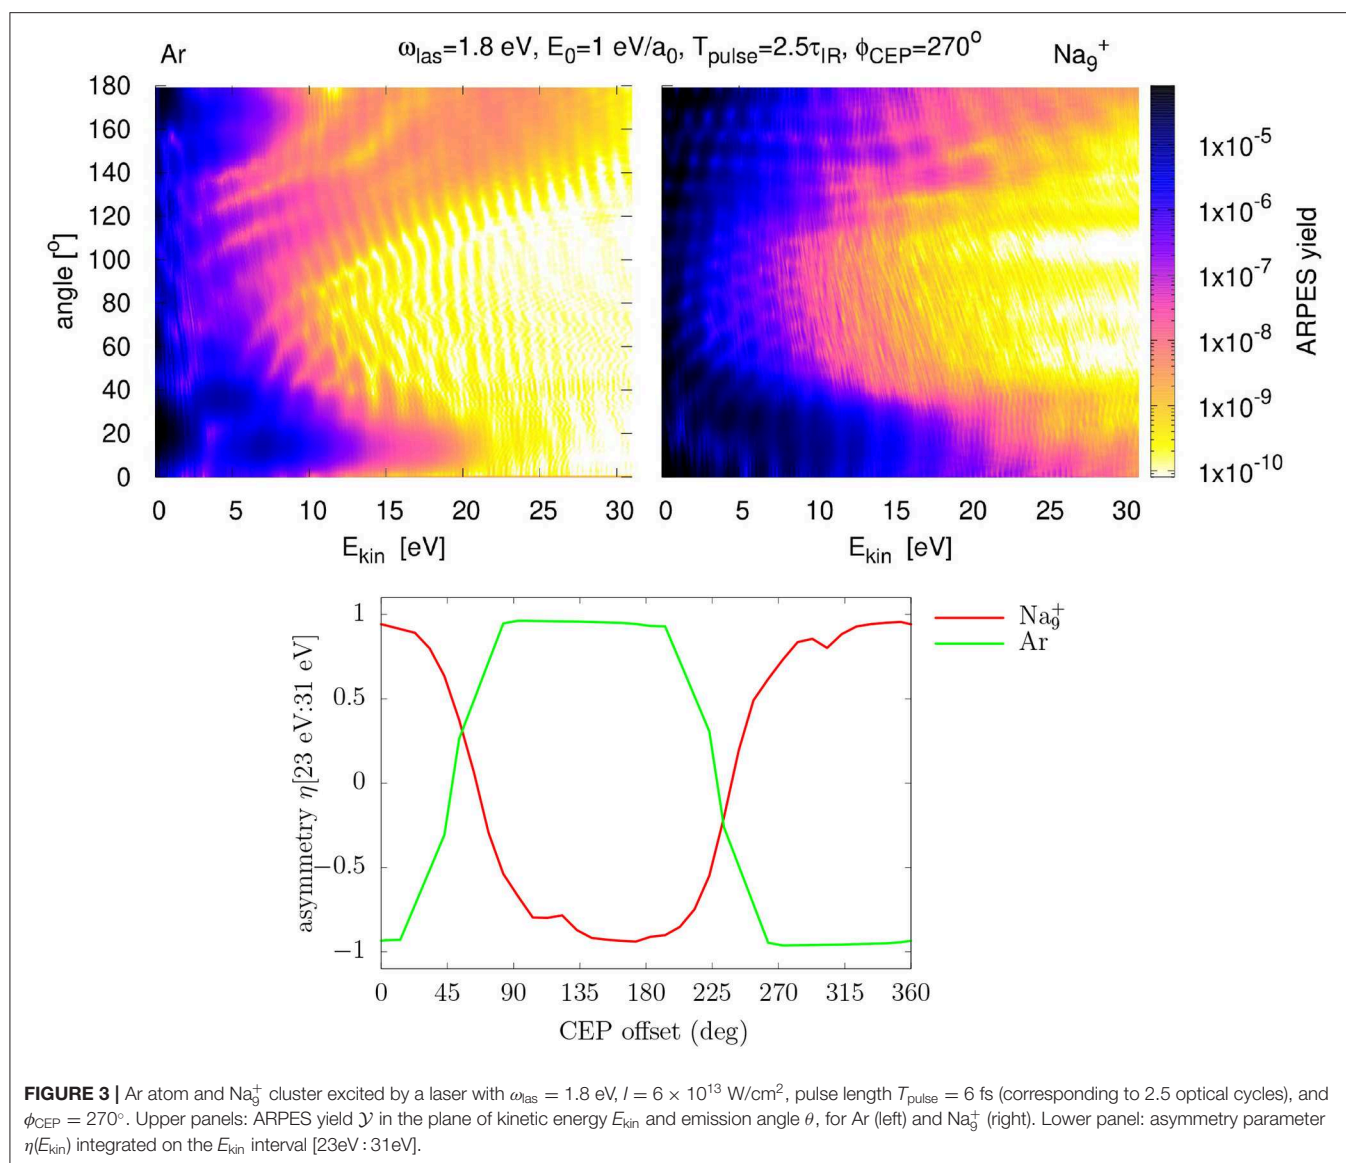 Ar
ω_las=1.8 eV, E_0=1 eV/a_0, T_pulse=2.5τ_IR, ϕ_CEP=270°
Na_9^+
180
160
140
120
100
80
60
40
20
0
angle [°]
0 5 10 15 20 25 30
E_kin [eV]
0 5 10 15 20 25 30
E_kin [eV]
1x10^-5
1x10^-6
1x10^-7
1x10^-8
1x10^-9
1x10^-10
ARPES yield
1
0.5
0
−0.5
−1
asymmetry η[23 eV:31 eV]
0 45 90 135 180 225 270 315 360
CEP offset (deg)
Na_9^+
Ar
FIGURE 3 | Ar atom and Na_9^+ cluster excited by a laser with ω_las = 1.8 eV, I = 6 × 10^13 W/cm^2, pulse length T_pulse = 6 fs (corresponding to 2.5 optical cycles), and
ϕ_CEP = 270°. Upper panels: ARPES yield 𝒴 in the plane of kinetic energy E_kin and emission angle θ, for Ar (left) and Na_9^+ (right). Lower panel: asymmetry parameter
η(E_kin) integrated on the E_kin interval [23eV : 31eV].